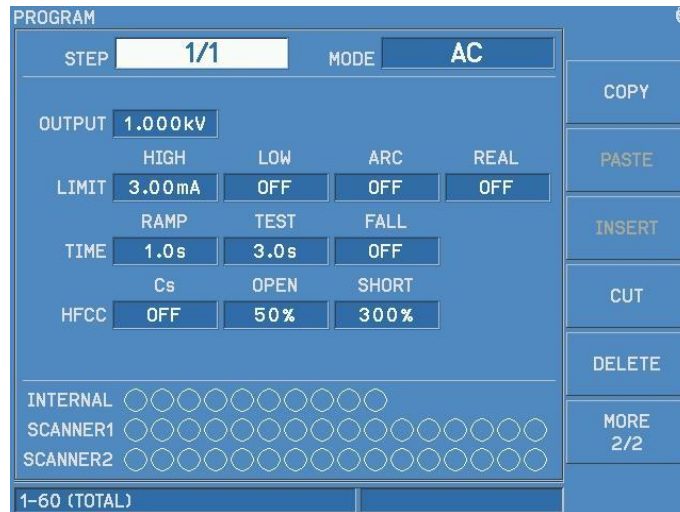 PROGRAM
STEP 1/1 MODE AC
OUTPUT 1.000kV
HIGH LOW ARC REAL
LIMIT 3.00mA OFF OFF OFF
RAMP TEST FALL
TIME 1.0s 3.0s OFF
Cs OPEN SHORT
HFCC OFF 50% 300%
INTERNAL
SCANNER1
SCANNER2
1-60 (TOTAL)
COPY
PASTE
INSERT
CUT
DELETE
MORE
2/2